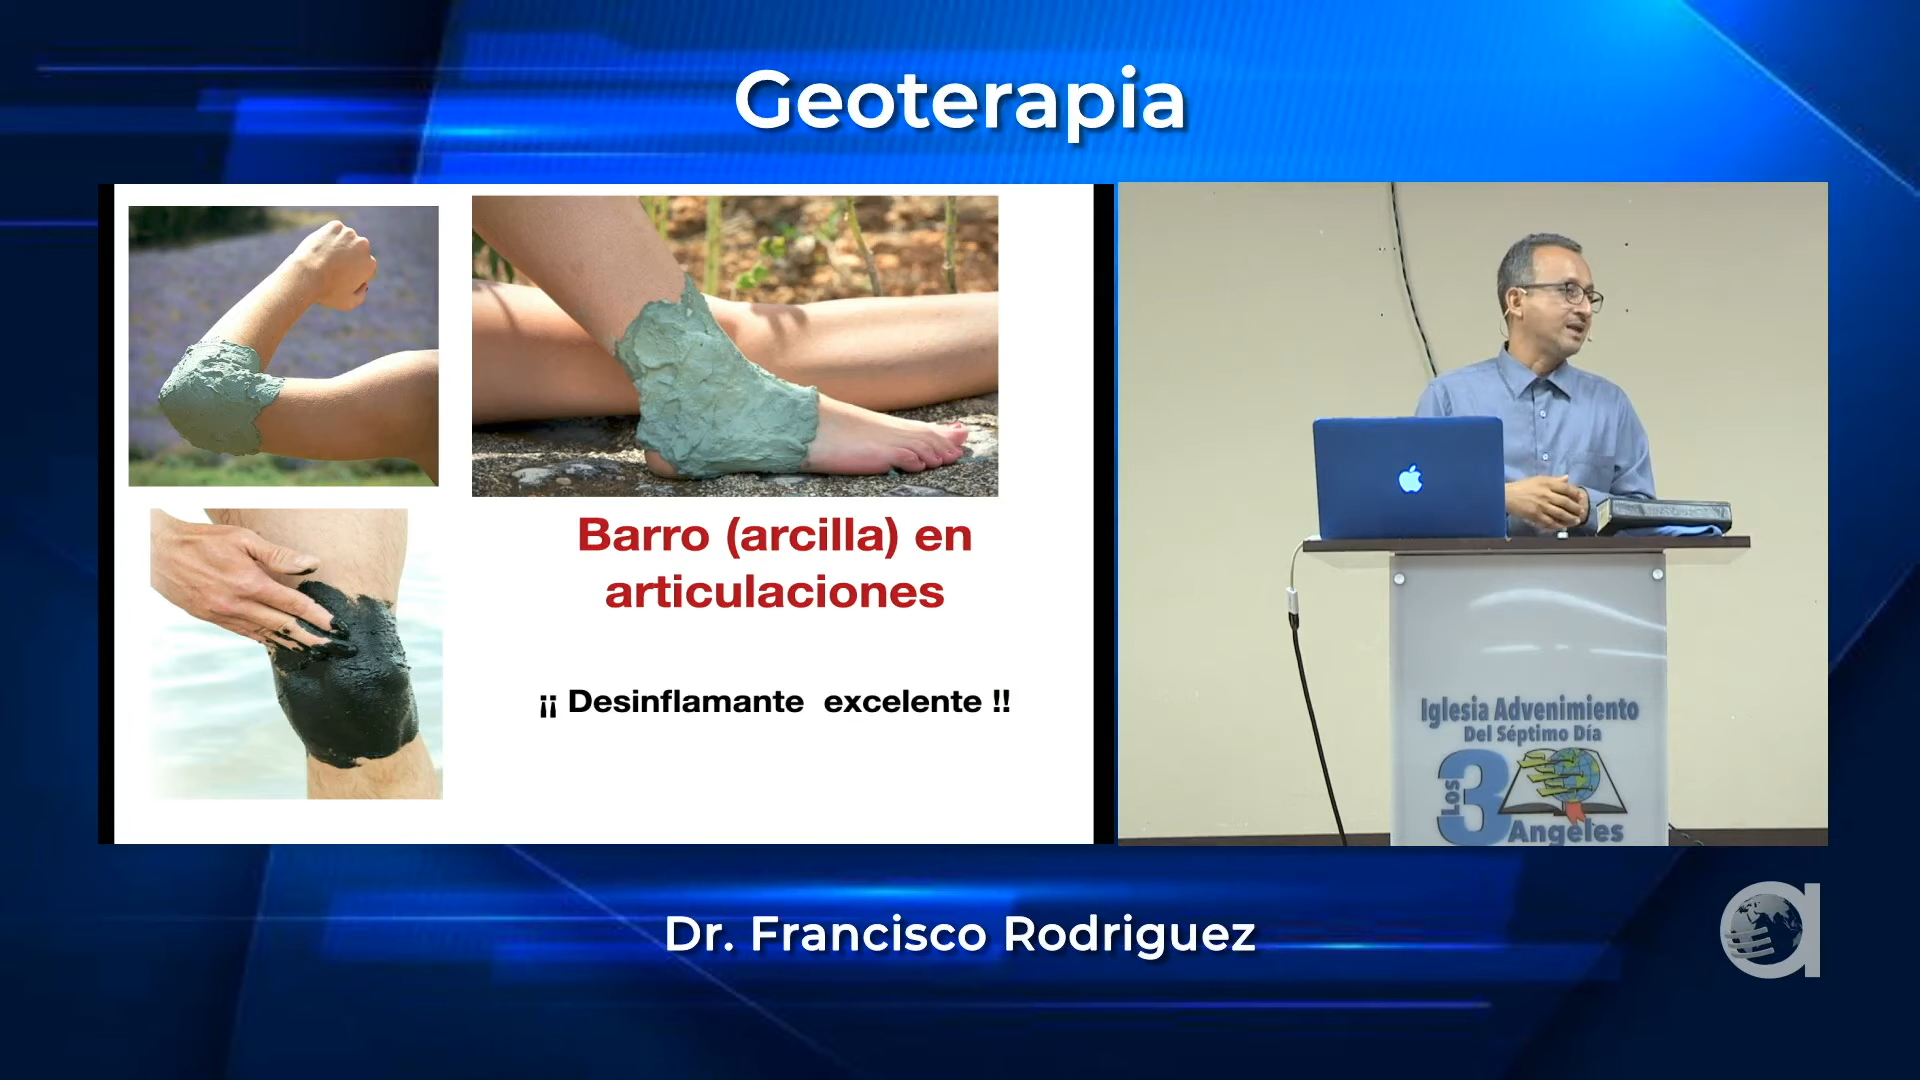 Geoterapia
Barro (arcilla) en
articulaciones
¡¡ Desinflamante excelente !!
Iglesia Advenimiento
Del Séptimo Día
Los 3
Angeles
Dr. Francisco Rodriguez